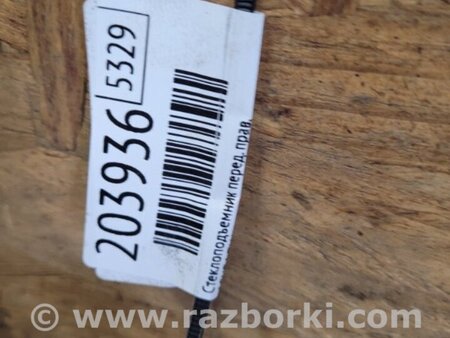 203936 5329
Стеклоподъемник перед. прав.
© www.razborki.com